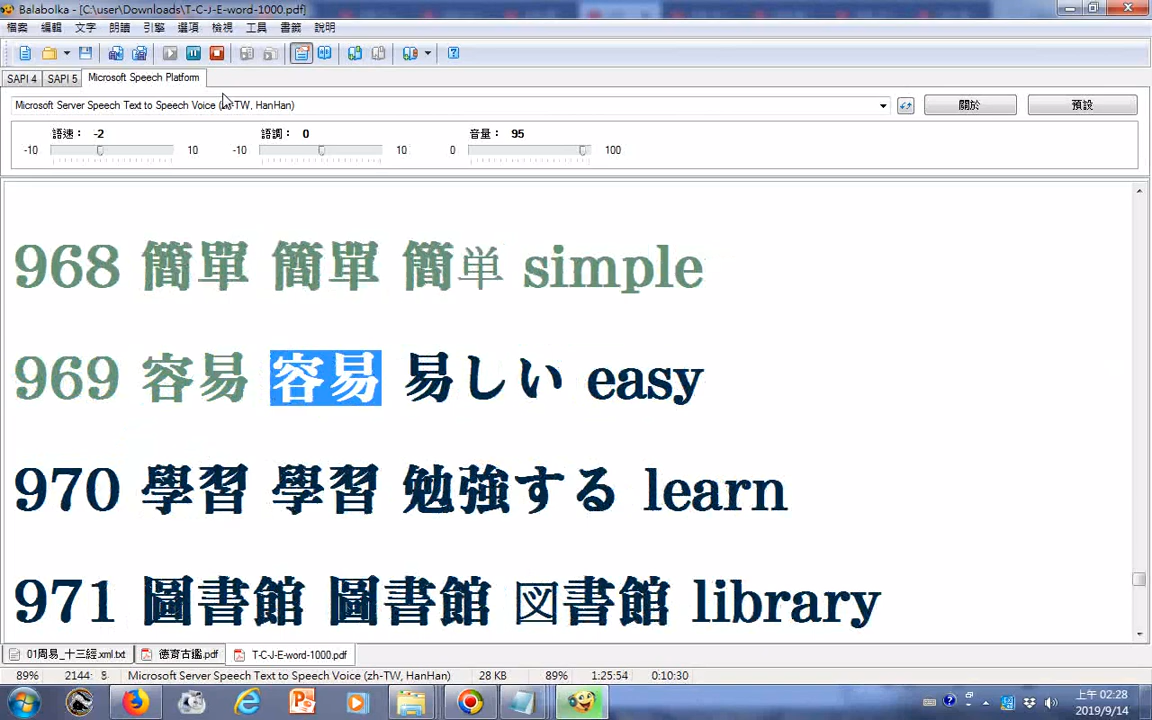 Balabolka - [C:\user\Downloads\T-C-J-E-word-1000.pdf]
檔案 編輯 文字 朗讀 引擎 選項 檢視 工具 書籤 說明
SAPI 4 SAPI 5 Microsoft Speech Platform
Microsoft Server Speech Text to Speech Voice (zh-TW, HanHan) 關於 預設
語速： -2 語調： 0 音量： 95
-10 10 -10 10 0 100
968 簡單 簡單 簡単 simple
969 容易 容易 易しい easy
970 學習 學習 勉強する learn
971 圖書館 圖書館 図書館 library
01周易_十三經.xml.txt 德育古鑑.pdf T-C-J-E-word-1000.pdf
89% 2144: 8 Microsoft Server Speech Text to Speech Voice (zh-TW, HanHan) 28 KB 89% 1:25:54 0:10:30
上午 02:28
2019/9/14